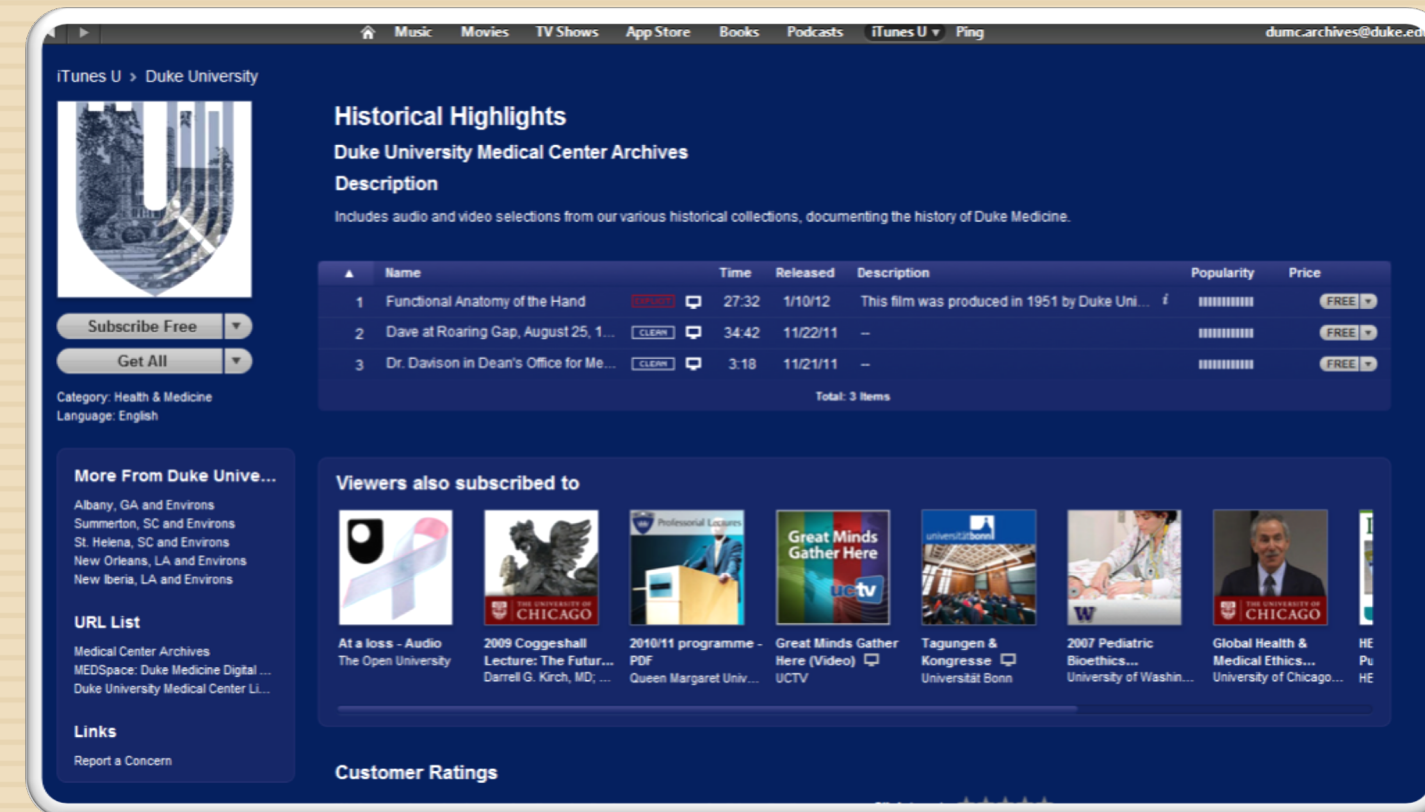 Music Movies TV Shows App Store Books Podcasts iTunes U Ping dumc.archives@duke.ed
iTunes U > Duke University
Historical Highlights
Duke University Medical Center Archives
Description
Includes audio and video selections from our various historical collections, documenting the history of Duke Medicine.
Name Time Released Description Popularity Price
1 Functional Anatomy of the Hand EXPLICIT 27:32 1/10/12 This film was produced in 1951 by Duke Uni... i FREE
2 Dave at Roaring Gap, August 25, 1... CLEAN 34:42 11/22/11 -- FREE
3 Dr. Davison in Dean's Office for Me... CLEAN 3:18 11/21/11 -- FREE
Total: 3 Items
Subscribe Free
Get All
Category: Health & Medicine
Language: English
More From Duke Unive...
Albany, GA and Environs
Summerton, SC and Environs
St. Helena, SC and Environs
New Orleans, LA and Environs
New Iberia, LA and Environs
URL List
Medical Center Archives
MEDSpace: Duke Medicine Digital ...
Duke University Medical Center Li...
Links
Report a Concern
Viewers also subscribed to
THE UNIVERSITY OF
CHICAGO
Professorial Lectures
Great Minds
Gather Here
uctv
universitätbonn
W
THE UNIVERSITY OF
CHICAGO
At a loss - Audio
The Open University
2009 Coggeshall
Lecture: The Futur...
Darrell G. Kirch, MD; ...
2010/11 programme -
PDF
Queen Margaret Univ...
Great Minds Gather
Here (Video)
UCTV
Tagungen &
Kongresse
Universität Bonn
2007 Pediatric
Bioethics...
University of Washin...
Global Health &
Medical Ethics...
University of Chicago...
HE
Pu
HE
Customer Ratings